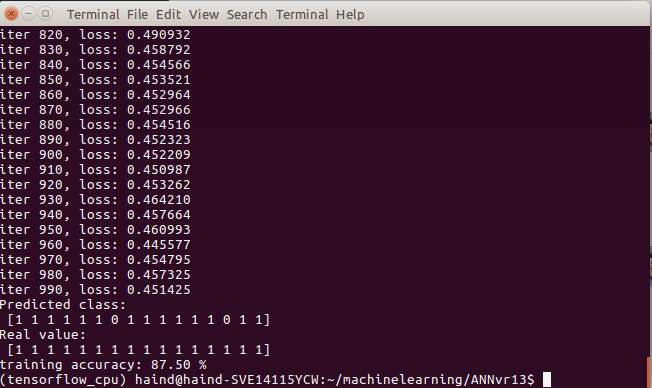 Terminal File Edit View Search Terminal Help
iter 820, loss: 0.490932
iter 830, loss: 0.458792
iter 840, loss: 0.454566
iter 850, loss: 0.453521
iter 860, loss: 0.452964
iter 870, loss: 0.452966
iter 880, loss: 0.454516
iter 890, loss: 0.452323
iter 900, loss: 0.452209
iter 910, loss: 0.450987
iter 920, loss: 0.453262
iter 930, loss: 0.464210
iter 940, loss: 0.457664
iter 950, loss: 0.460993
iter 960, loss: 0.445577
iter 970, loss: 0.454795
iter 980, loss: 0.457325
iter 990, loss: 0.451425
Predicted class:
[1 1 1 1 1 1 0 1 1 1 1 1 1 0 1 1]
Real value:
[1 1 1 1 1 1 1 1 1 1 1 1 1 1 1 1]
training accuracy: 87.50 %
(tensorflow_cpu) haind@haind-SVE14115YCW:~/machinelearning/ANNvr13$